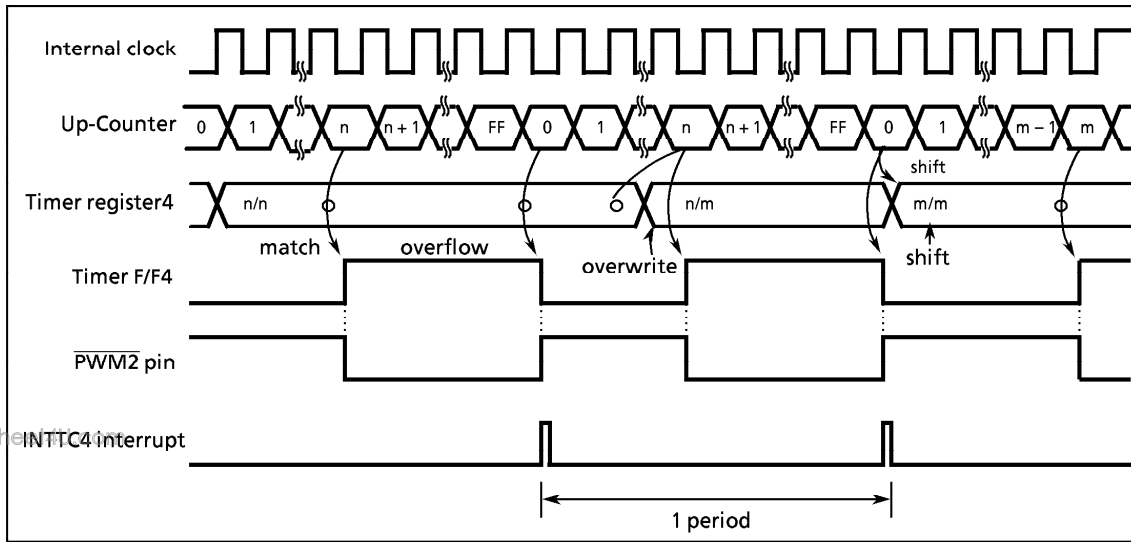 Internal clock
Up-Counter 0 1 n n + 1 FF 0 1 n n + 1 FF 0 1 m – 1 m
shift
Timer register4 n/n n/m m/m
match overflow overwrite shift
Timer F/F4
PWM2 pin
INTTC4 interrupt
1 period